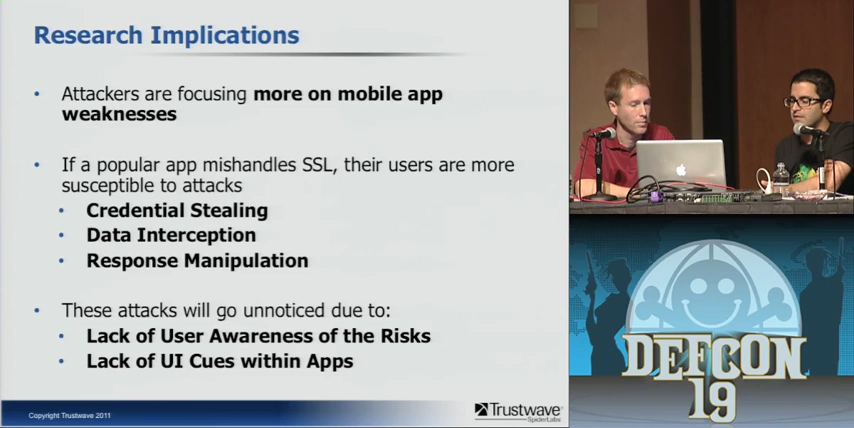 Research Implications
• Attackers are focusing more on mobile app
weaknesses
• If a popular app mishandles SSL, their users are more
susceptible to attacks
• Credential Stealing
• Data Interception
• Response Manipulation
• These attacks will go unnoticed due to:
• Lack of User Awareness of the Risks
• Lack of UI Cues within Apps
Copyright Trustwave 2011
Trustwave®
SpiderLabs
DEFCON
19